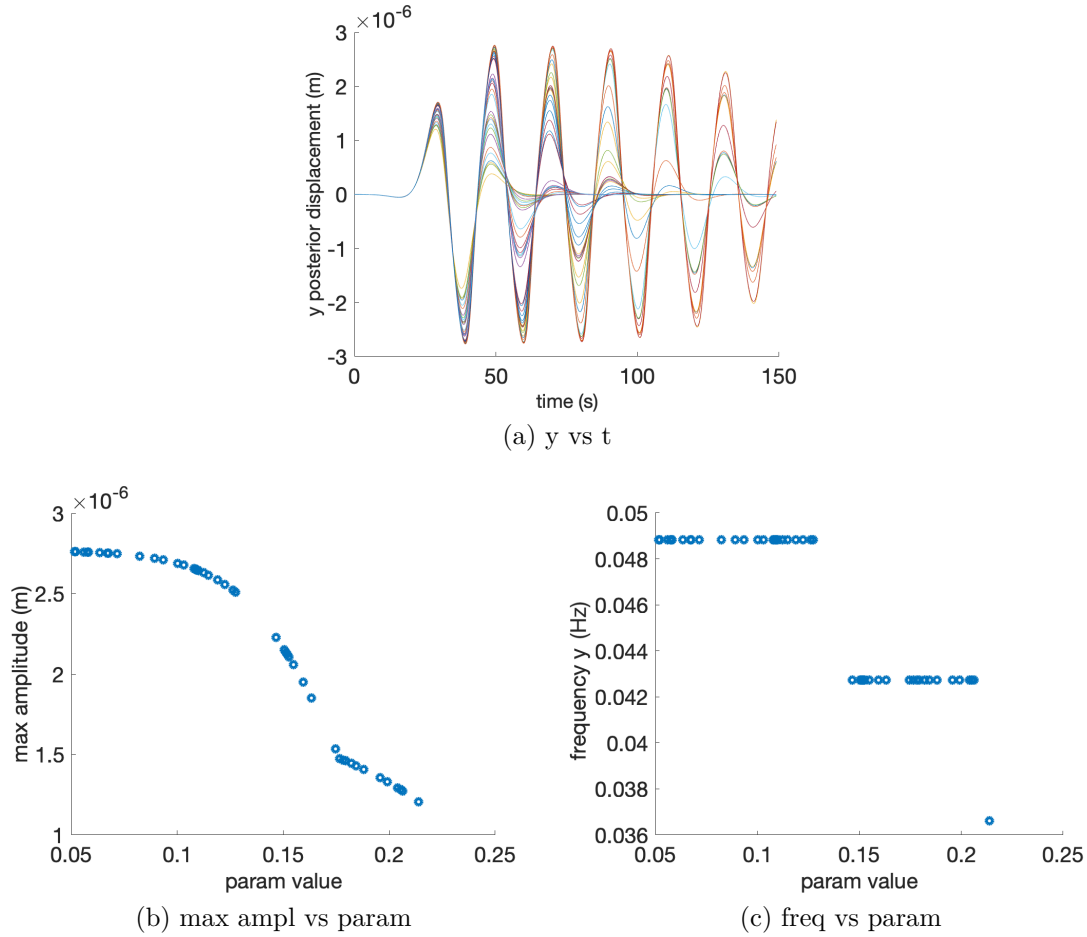 ×10⁻⁶
3
2
1
0
-1
-2
-3
y posterior displacement (m)
0 50 100 150
time (s)
(a) y vs t
×10⁻⁶
3
2.5
2
1.5
1
max amplitude (m)
0.05 0.1 0.15 0.2 0.25
param value
(b) max ampl vs param
0.05
0.048
0.046
0.044
0.042
0.04
0.038
0.036
frequency y (Hz)
0.05 0.1 0.15 0.2 0.25
param value
(c) freq vs param